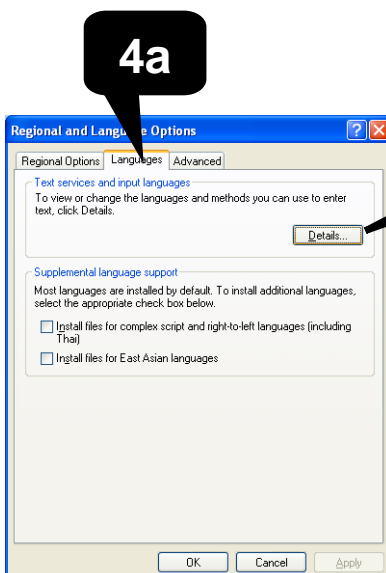 4a
Regional and Language Options
Regional Options Languages Advanced
Text services and input languages
To view or change the languages and methods you can use to enter
text, click Details.
Details...
Supplemental language support
Most languages are installed by default. To install additional languages,
select the appropriate check box below.
Install files for complex script and right-to-left languages (including
Thai)
Install files for East Asian languages
OK Cancel Apply